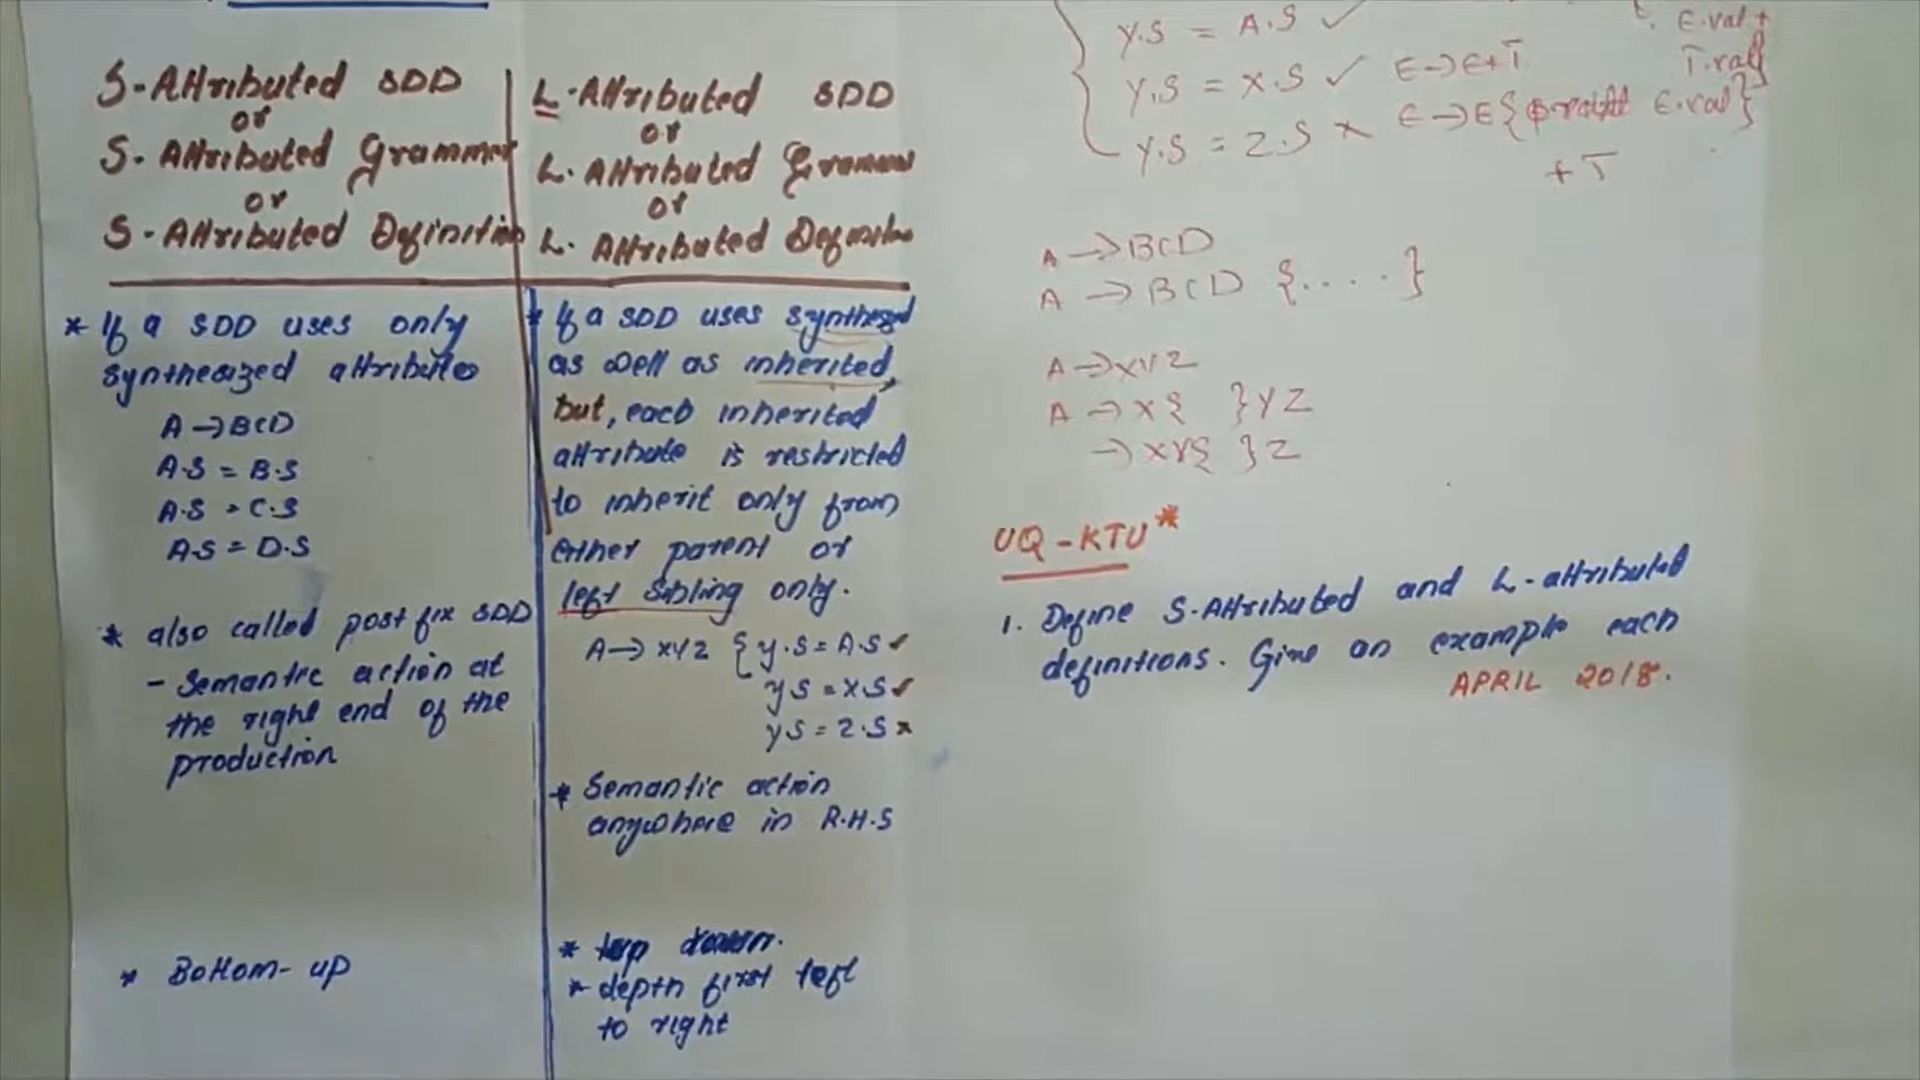 S-Attributed SDD
or
S-Attributed Grammar
or
S-Attributed Definition
* If a SDD uses only
synthesized attributes
A→BCD
A.S = B.S
A.S = C.S
A.S = D.S
* also called post fix SDD
- Semantic action at
the right end of the
production
* Bottom-up
L-Attributed SDD
or
L-Attributed Grammar
or
L-Attributed
* If a SDD uses synthesized
as well as inherited,
but, each inherited
attribute is restricted
to inherit only from
either parent or
left sibling only.
A→XYZ {Y.S = A.S ✓
Y.S = X.S ✓
Y.S = Z.S x
* Semantic action
anywhere in R.H.S
* top down.
* depth first left
to right
Y.S = A.S ✓
Y.S = X.S ✓
Y.S = Z.S x
E.val +
T.val}
E→E+T
E→E{ E.val}
+ T
A →BCD
A →BCD {.....}
A →XYZ
A → X{ }YZ
→XY{ }Z
UQ - KTU *
1. Define S-Attributed and L-attributed
definitions. Give an example each
APRIL 2018.